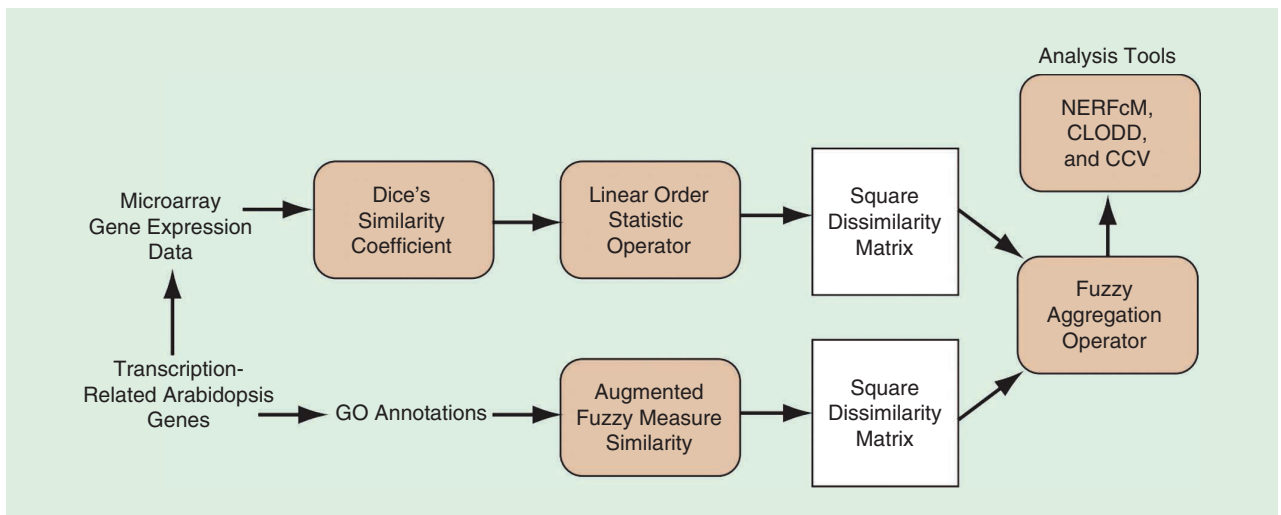 Analysis Tools
NERFcM,
CLODD,
and CCV
Microarray
Gene Expression
Data
Dice's
Similarity
Coefficient
Linear Order
Statistic
Operator
Square
Dissimilarity
Matrix
Fuzzy
Aggregation
Operator
Transcription-
Related Arabidopsis
Genes
GO Annotations
Augmented
Fuzzy Measure
Similarity
Square
Dissimilarity
Matrix